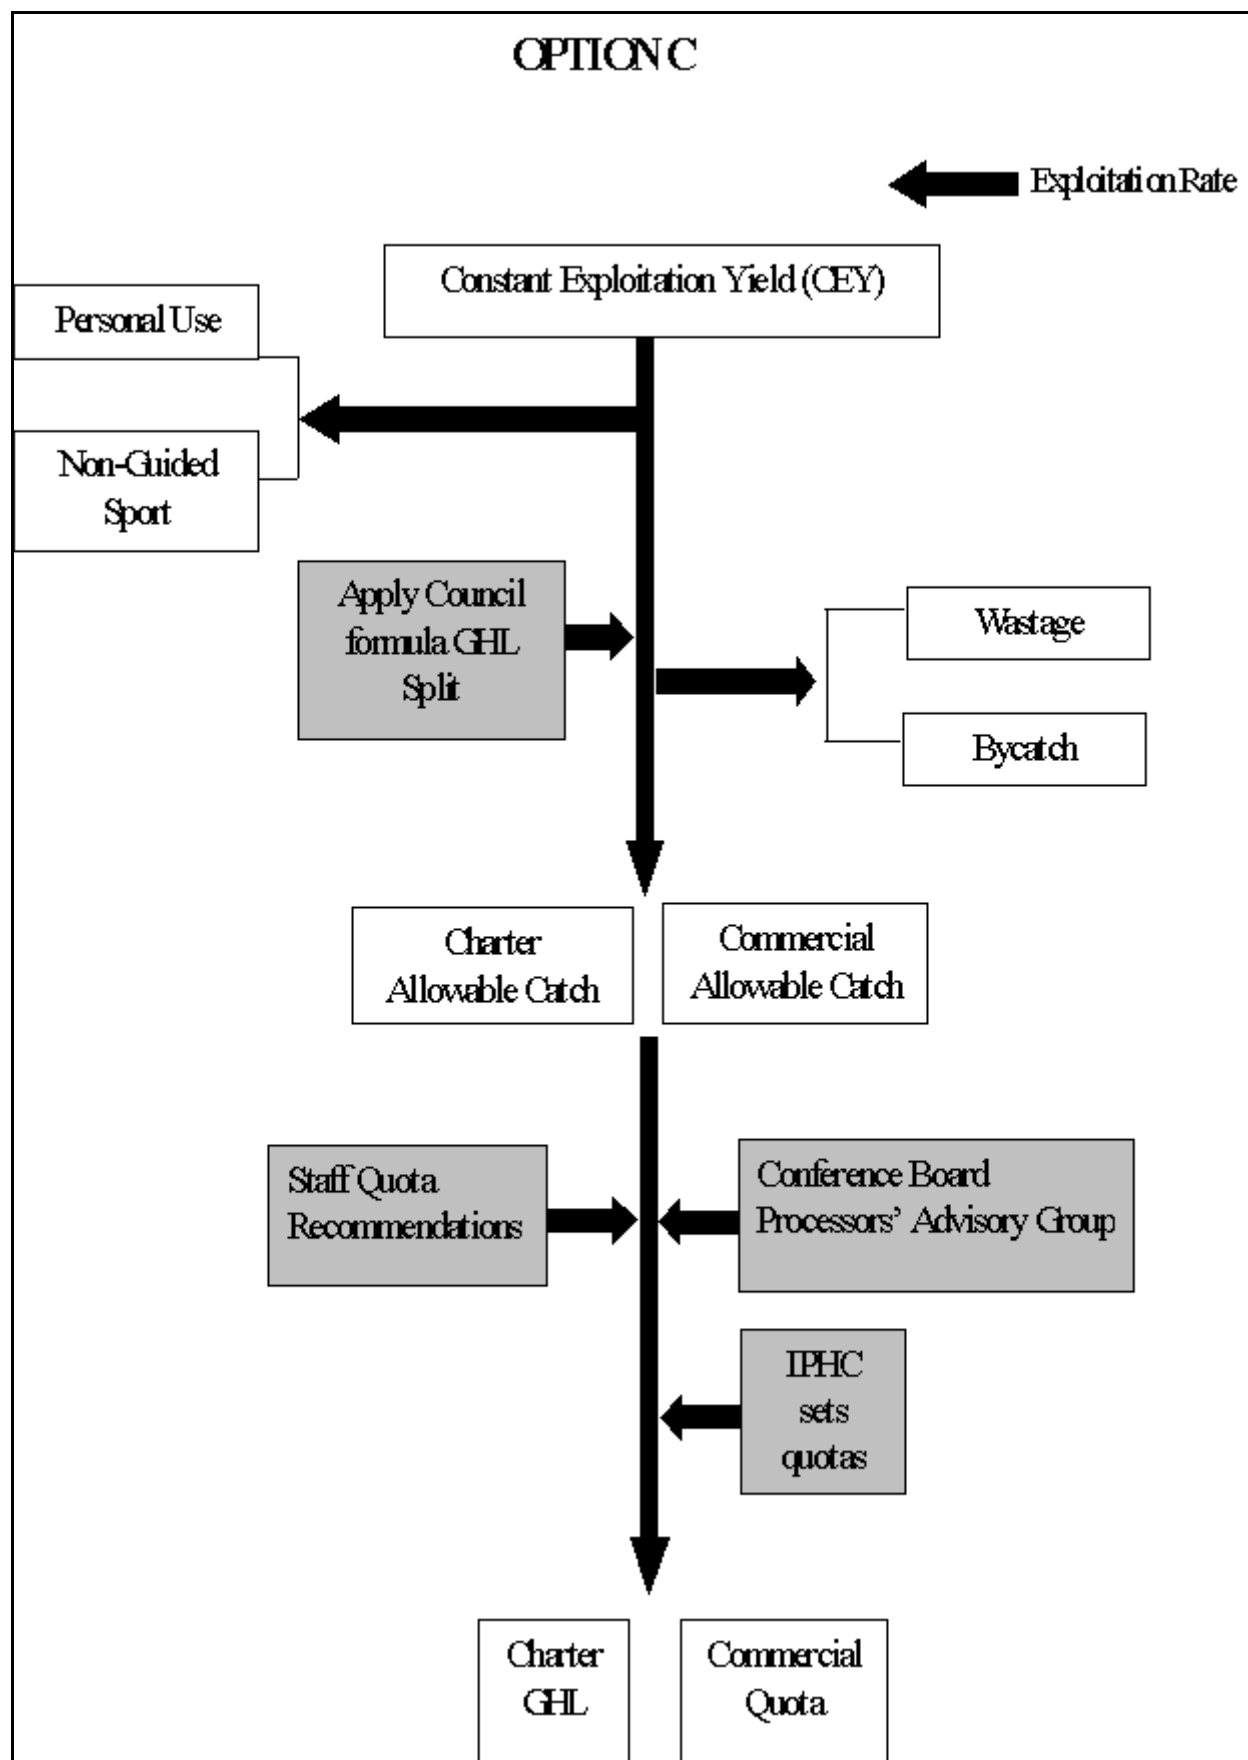 OPTION C
Exploitation Rate
Constant Exploitation Yield (CEY)
Personal Use
Non-Guided
Sport
Apply Council
formula GHL
Split
Wastage
Bycatch
Charter
Allowable Catch
Commercial
Allowable Catch
Staff Quota
Recommendations
Conference Board
Processors’ Advisory Group
IPHC
sets
quotas
Charter
GHL
Commercial
Quota